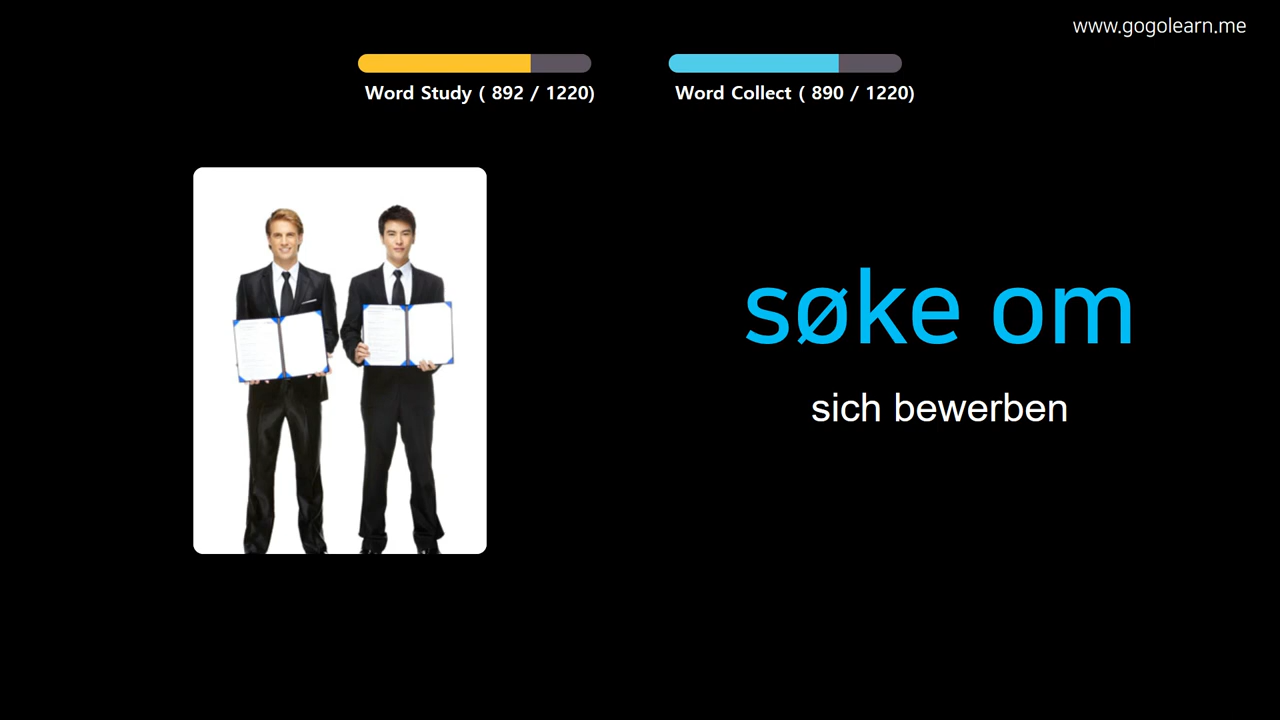 www.gogolearn.me
Word Study ( 892 / 1220)
Word Collect ( 890 / 1220)
søke om
sich bewerben